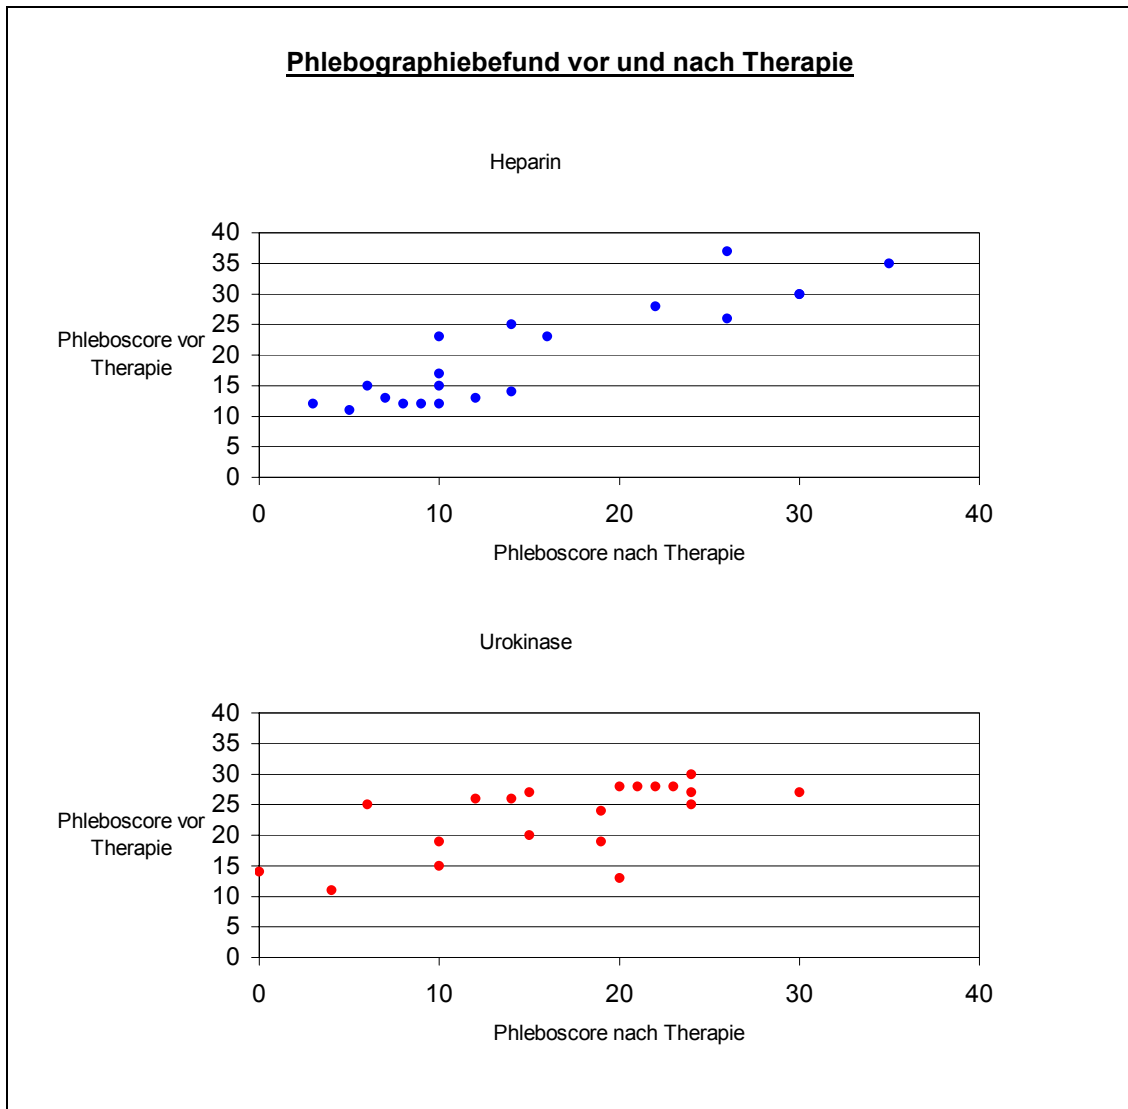 Phlebographiebefund vor und nach Therapie
Heparin
40
35
30
25
20
15
10
5
0
Phleboscore vor
Therapie
0 10 20 30 40
Phleboscore nach Therapie
Urokinase
40
35
30
25
20
15
10
5
0
Phleboscore vor
Therapie
0 10 20 30 40
Phleboscore nach Therapie